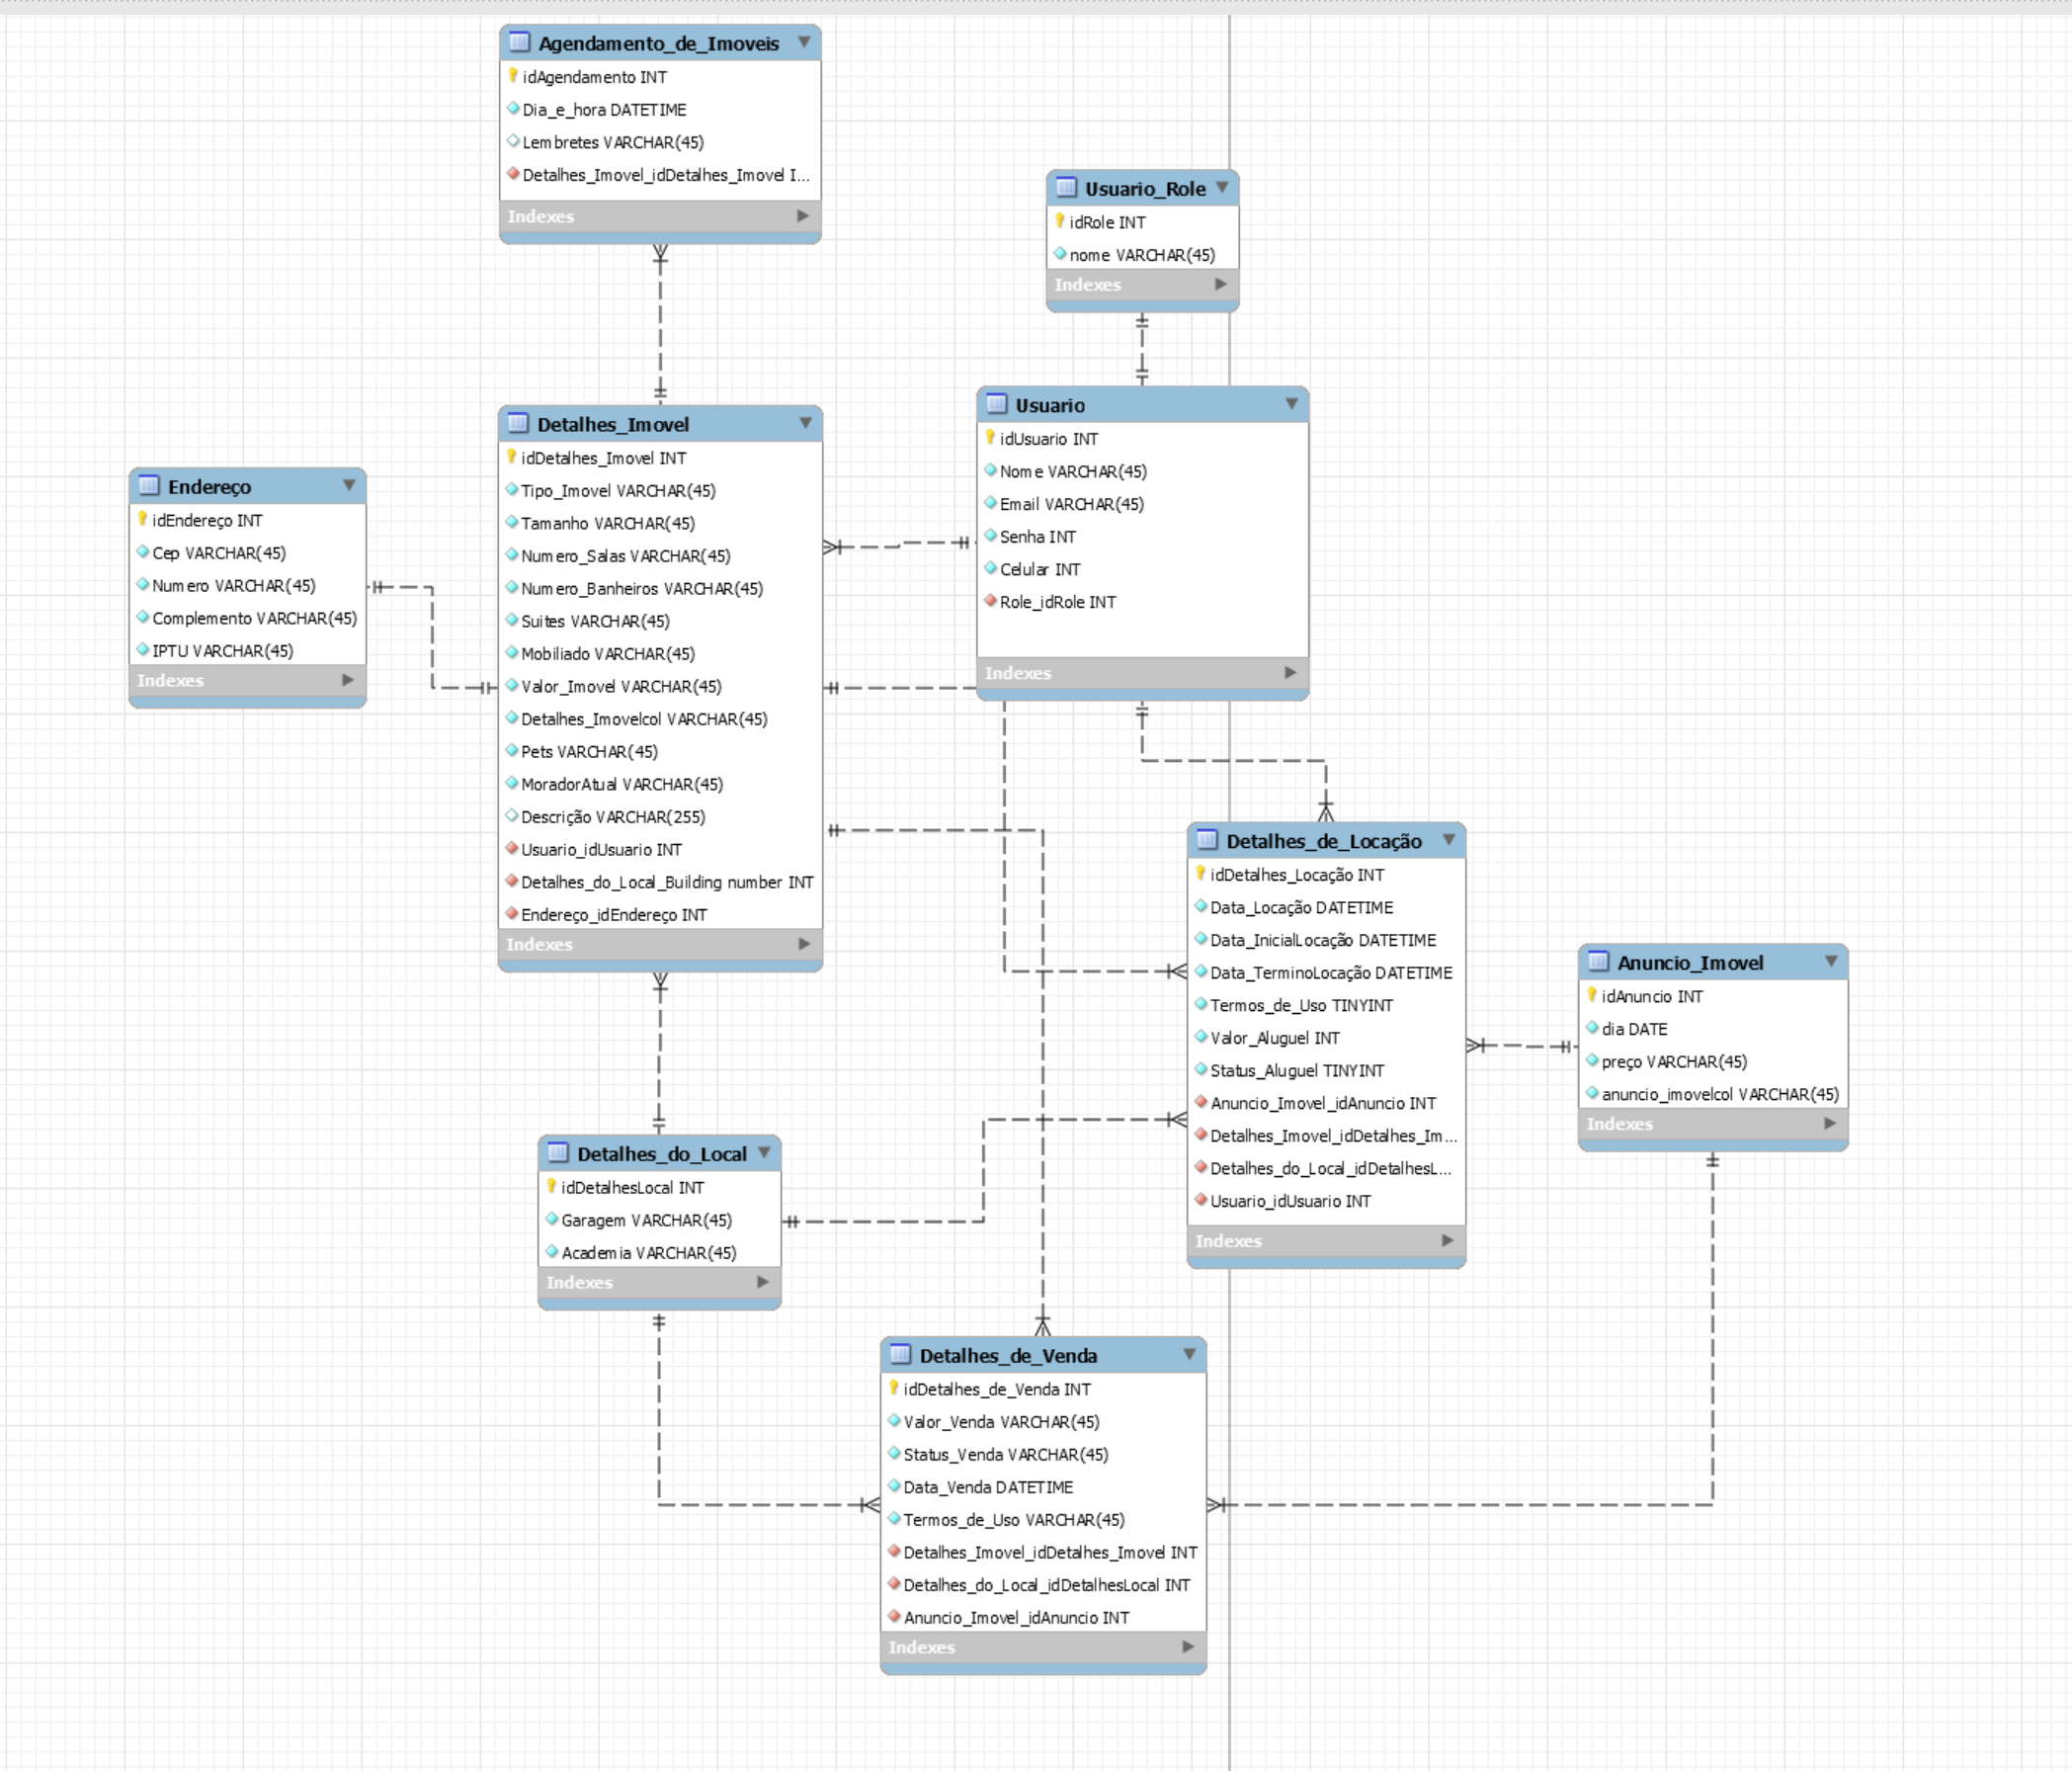 Agendamento_de_Imoveis
idAgendamento INT
Dia_e_hora DATETIME
Lembretes VARCHAR(45)
Detalhes_Imovel_idDetalhes_Imovel I...
Indexes
Usuario_Role
idRole INT
nome VARCHAR(45)
Indexes
Usuario
idUsuario INT
Nome VARCHAR(45)
Email VARCHAR(45)
Senha INT
Celular INT
Role_idRole INT
Indexes
Detalhes_Imovel
idDetalhes_Imovel INT
Tipo_Imovel VARCHAR(45)
Tamanho VARCHAR(45)
Numero_Salas VARCHAR(45)
Numero_Banheiros VARCHAR(45)
Suites VARCHAR(45)
Mobiliado VARCHAR(45)
Valor_Imovel VARCHAR(45)
Detalhes_Imovelcol VARCHAR(45)
Pets VARCHAR(45)
MoradorAtual VARCHAR(45)
Descrição VARCHAR(255)
Usuario_idUsuario INT
Detalhes_do_Local_Building number INT
Endereço_idEndereço INT
Indexes
Endereço
idEndereço INT
Cep VARCHAR(45)
Numero VARCHAR(45)
Complemento VARCHAR(45)
IPTU VARCHAR(45)
Indexes
Detalhes_de_Locação
idDetalhes_Locação INT
Data_Locação DATETIME
Data_InicialLocação DATETIME
Data_TerminoLocação DATETIME
Termos_de_Uso TINYINT
Valor_Aluguel INT
Status_Aluguel TINYINT
Anuncio_Imovel_idAnuncio INT
Detalhes_Imovel_idDetalhes_Im...
Detalhes_do_Local_idDetalhesL...
Usuario_idUsuario INT
Indexes
Anuncio_Imovel
idAnuncio INT
dia DATE
preço VARCHAR(45)
anuncio_imovelcol VARCHAR(45)
Indexes
Detalhes_do_Local
idDetalhesLocal INT
Garagem VARCHAR(45)
Academia VARCHAR(45)
Indexes
Detalhes_de_Venda
idDetalhes_de_Venda INT
Valor_Venda VARCHAR(45)
Status_Venda VARCHAR(45)
Data_Venda DATETIME
Termos_de_Uso VARCHAR(45)
Detalhes_Imovel_idDetalhes_Imovel INT
Detalhes_do_Local_idDetalhesLocal INT
Anuncio_Imovel_idAnuncio INT
Indexes